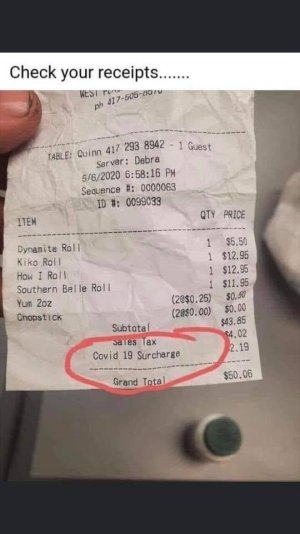 Check your receipts.......
WEST
ph 417-505-
TABLE: Quinn 417 293 8942 - 1 Guest
Server: Debra
5/6/2020 6:58:16 PM
Sequence #: 0000063
ID #: 0099033
ITEM QTY PRICE
Dynamite Roll 1 $5.50
Kiko Roll 1 $12.95
How I Roll 1 $12.95
Southern Belle Roll 1 $11.95
Yum 2oz (2@$0.25) $0.50
Chopstick (2@$0.00) $0.00
Subtotal $43.85
Sales Tax $4.02
Covid 19 Surcharge $2.19
Grand Total $50.06